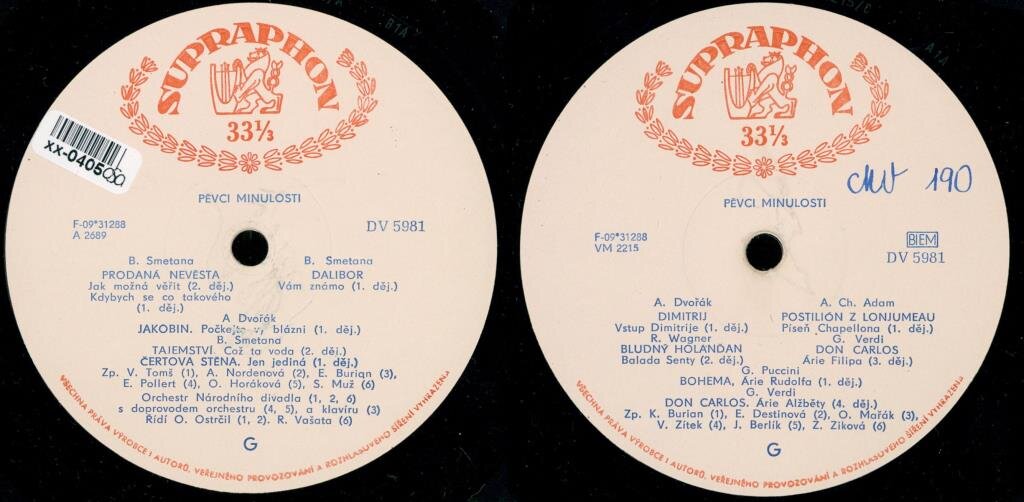 B1A
SUPRAPHON
33⅓
xx-0405050
PĚVCI MINULOSTI
F-09*31288
A 2689
DV 5981
B. Smetana
PRODANÁ NEVĚSTA
Jak možná věřit (2. děj.)
Kdybych se co takového
(1. děj.)
B. Smetana
DALIBOR
Vám známo (1. děj.)
A Dvořák
JAKOBÍN. Počkejte vy blázni (1. děj.)
B. Smetana
TAJEMSTVÍ. Což ta voda (2. děj.)
ČERTOVA STĚNA. Jen jediná (1. děj.)
Zp. V. Tomš (1), A. Nordenová (2), E. Burian (3),
E. Pollert (4), O. Horáková (5), S. Muž (6)
Orchestr Národního divadla (1, 2, 6)
s doprovodem orchestru (4, 5), a klavíru (3)
Řídí O. Ostrčil (1, 2), R. Vašata (6)
G
VŠECHNA PRÁVA VÝROBCE I AUTORŮ, VEŘEJNÉHO PROVOZOVÁNÍ A ROZHLASOVÉHO ŠÍŘENÍ VYHRAŽENA
A1A
SUPRAPHON
33⅓
190
PĚVCI MINULOSTI
F-09*31288
VM 2215
BIEM
DV 5981
A. Dvořák
DIMITRIJ
Vstup Dimitrije (1. děj.)
R. Wagner
BLUDNÝ HOLANĎAN
Balada Senty (2. děj.)
A. Ch. Adam
POSTILIÓN Z LONJUMEAU
Píseň Chapellona (1. děj.)
G. Verdi
DON CARLOS
Árie Filipa (3. děj.)
G. Puccini
BOHEMA, Árie Rudolfa (1. děj.)
G. Verdi
DON CARLOS. Árie Alžběty (4. děj.)
Zp. K. Burian (1), E. Destinová (2), O. Mařák (3),
V. Zítek (4), J. Berlík (5), Z. Ziková (6)
G
VŠECHNA PRÁVA VÝROBCE I AUTORŮ, VEŘEJNÉHO PROVOZOVÁNÍ A ROZHLASOVÉHO ŠÍŘENÍ VYHRAŽENA